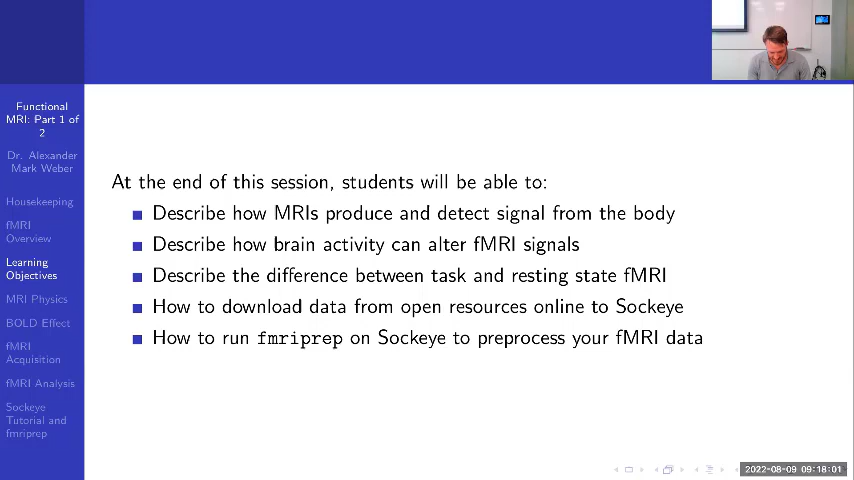 Functional
MRI: Part 1 of
2
Dr. Alexander
Mark Weber
Housekeeping
fMRI
Overview
Learning
Objectives
MRI Physics
BOLD Effect
fMRI
Acquisition
fMRI Analysis
Sockeye
Tutorial and
fmriprep
At the end of this session, students will be able to:
Describe how MRIs produce and detect signal from the body
Describe how brain activity can alter fMRI signals
Describe the difference between task and resting state fMRI
How to download data from open resources online to Sockeye
How to run fmriprep on Sockeye to preprocess your fMRI data
2022-08-09 09:18:01